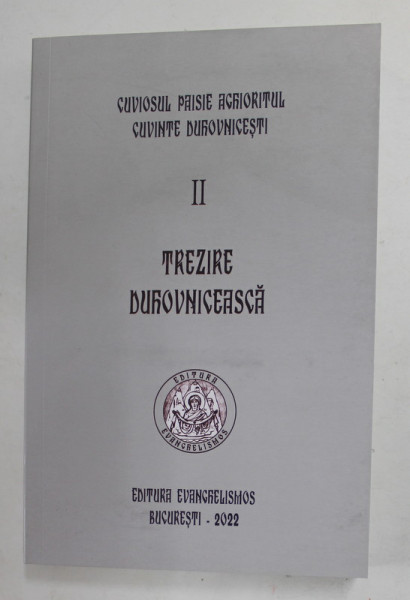 CUVIOSUL PAISIE AGHIORITUL
CUVINTE DUHOVNICEȘTI
II
TREZIRE
DUHOVNICEASCĂ
EDITURA
EVANGHELISMOS
EDITURA EVANGHELISMOS
BUCUREȘTI - 2022